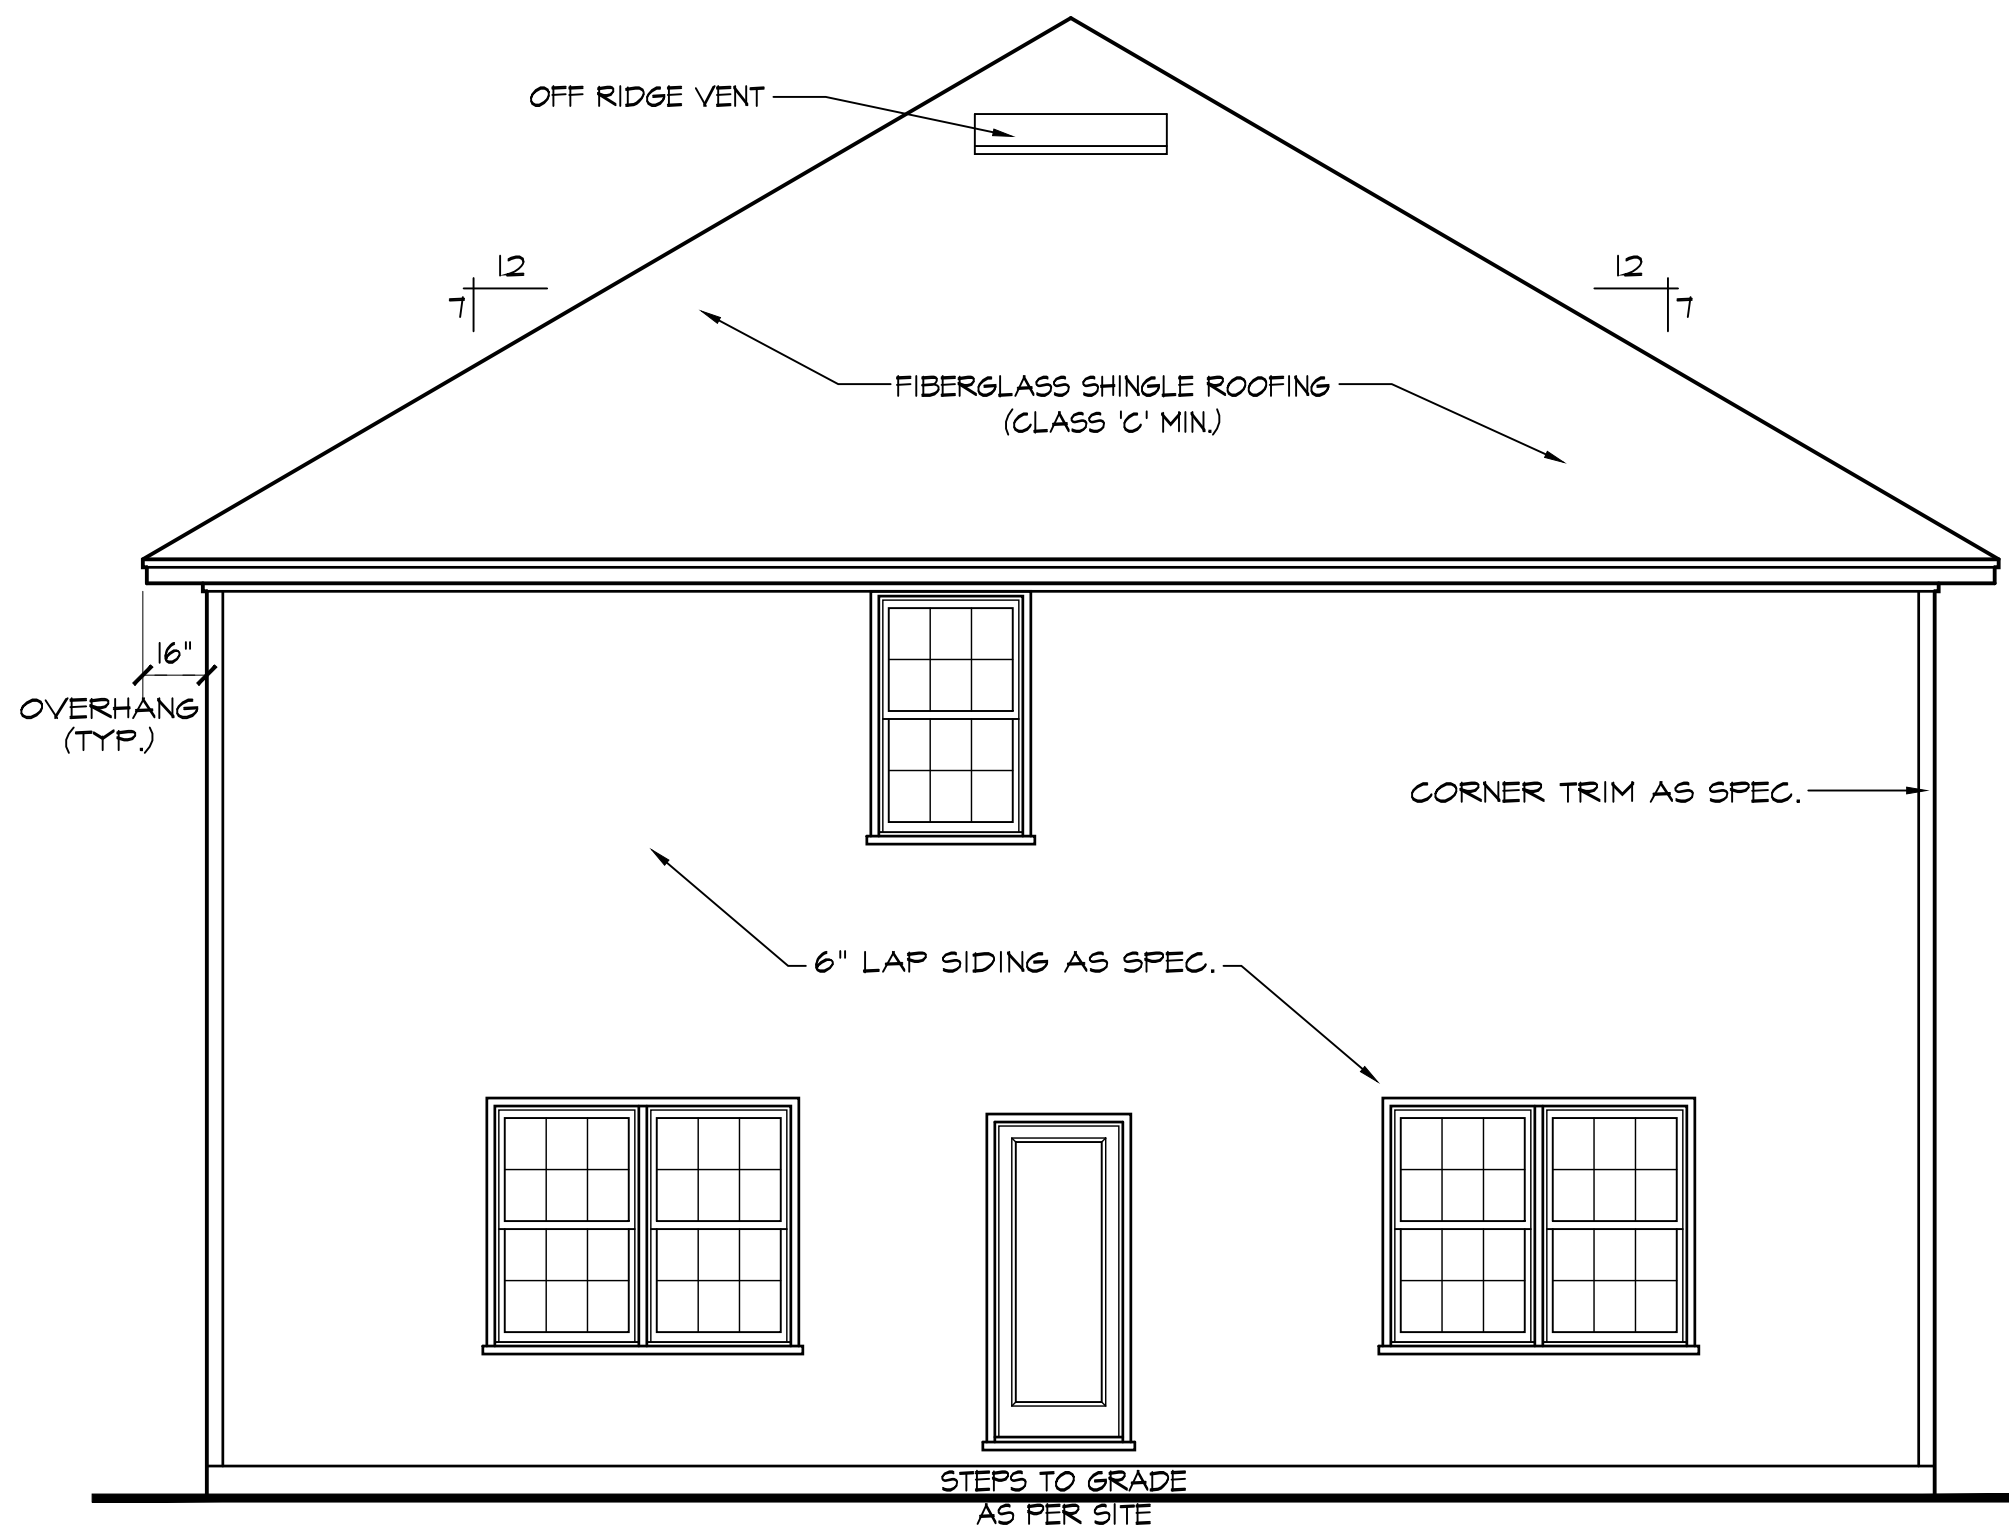 OFF RIDGE VENT
12
7
12
7
FIBERGLASS SHINGLE ROOFING
(CLASS 'C' MIN.)
16"
OVERHANG
(TYP.)
CORNER TRIM AS SPEC.
6" LAP SIDING AS SPEC.
STEPS TO GRADE
AS PER SITE